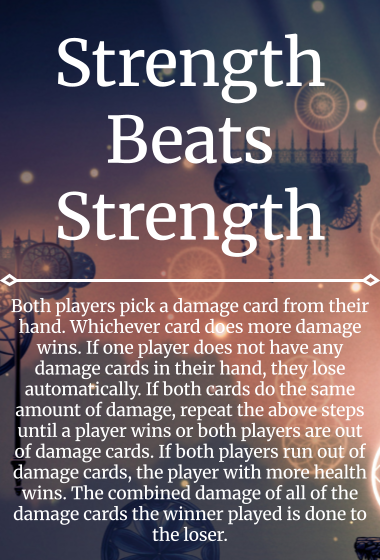 Strength
Beats
Strength
Both players pick a damage card from their
hand. Whichever card does more damage
wins. If one player does not have any
damage cards in their hand, they lose
automatically. If both cards do the same
amount of damage, repeat the above steps
until a player wins or both players are out
of damage cards. If both players run out of
damage cards, the player with more health
wins. The combined damage of all of the
damage cards the winner played is done to
the loser.